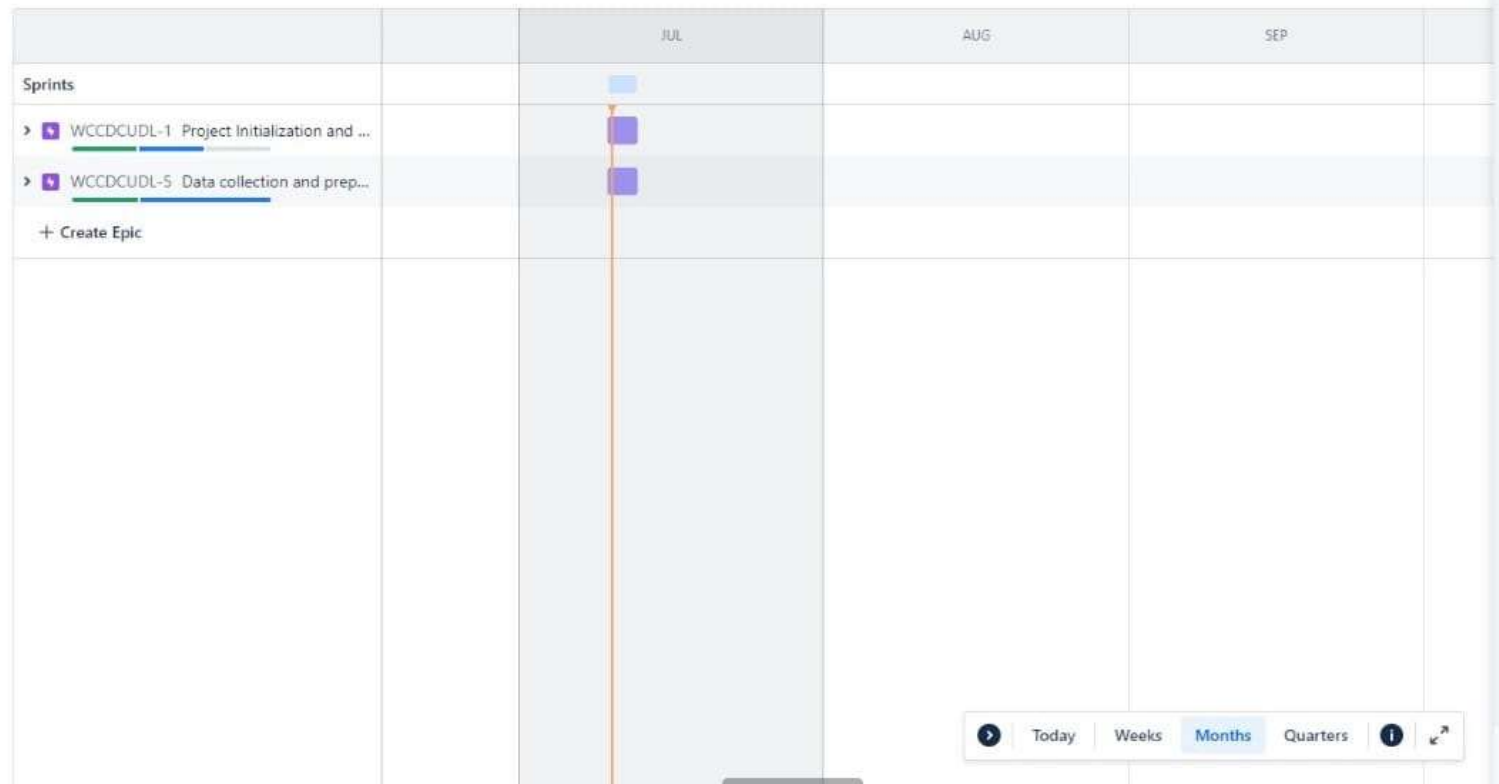 JUL AUG SEP
Sprints
WCCDCUDL-1 Project Initialization and ...
WCCDCUDL-5 Data collection and prep...
+ Create Epic
Today Weeks Months Quarters